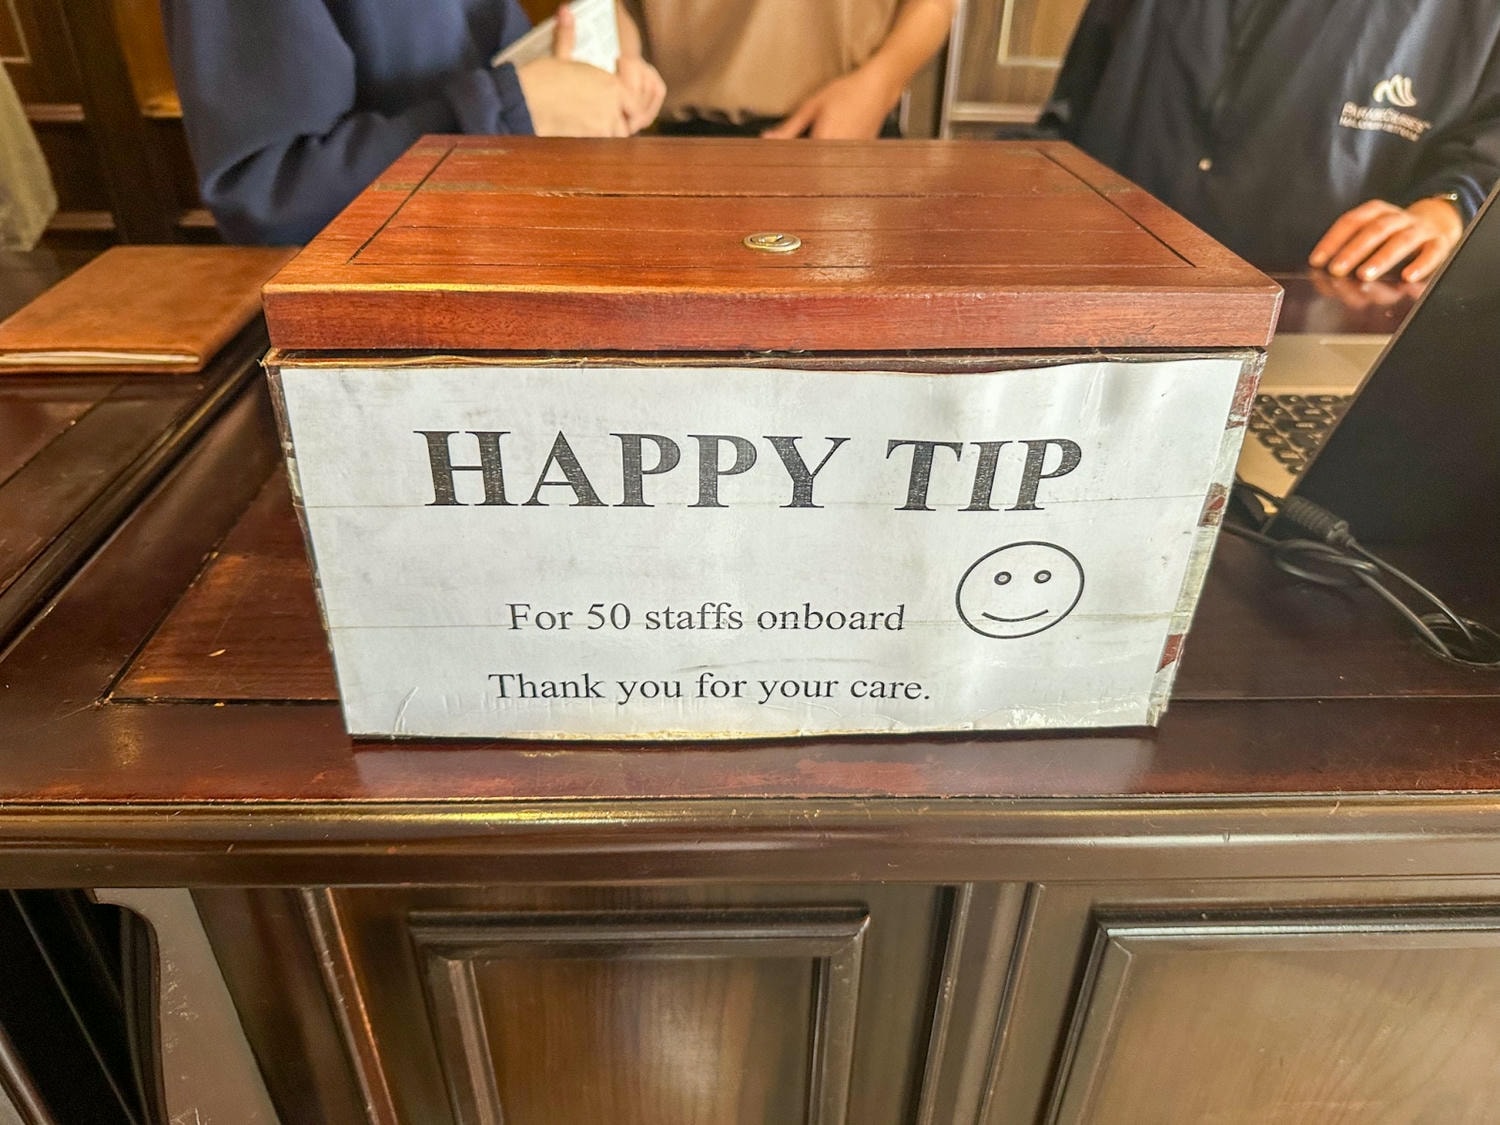 HAPPY TIP
For 50 staffs onboard
Thank you for your care.